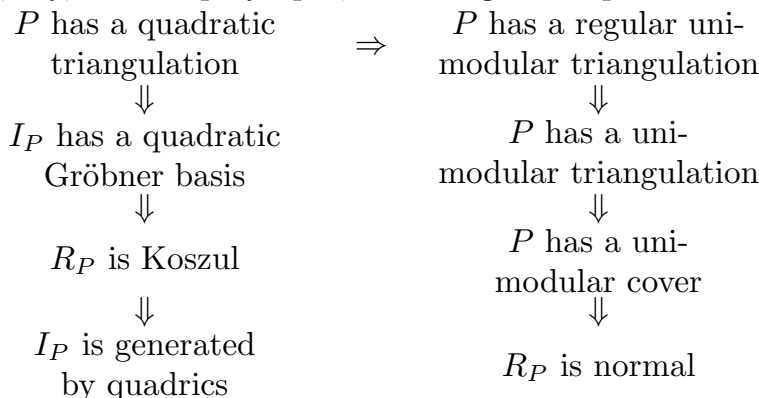 P has a quadratic
triangulation
⇒
P has a regular uni-
modular triangulation
⇓
⇓
I_P has a quadratic
Gröbner basis
P has a uni-
modular triangulation
⇓
⇓
R_P is Koszul
P has a uni-
modular cover
⇓
⇓
I_P is generated
by quadrics
R_P is normal